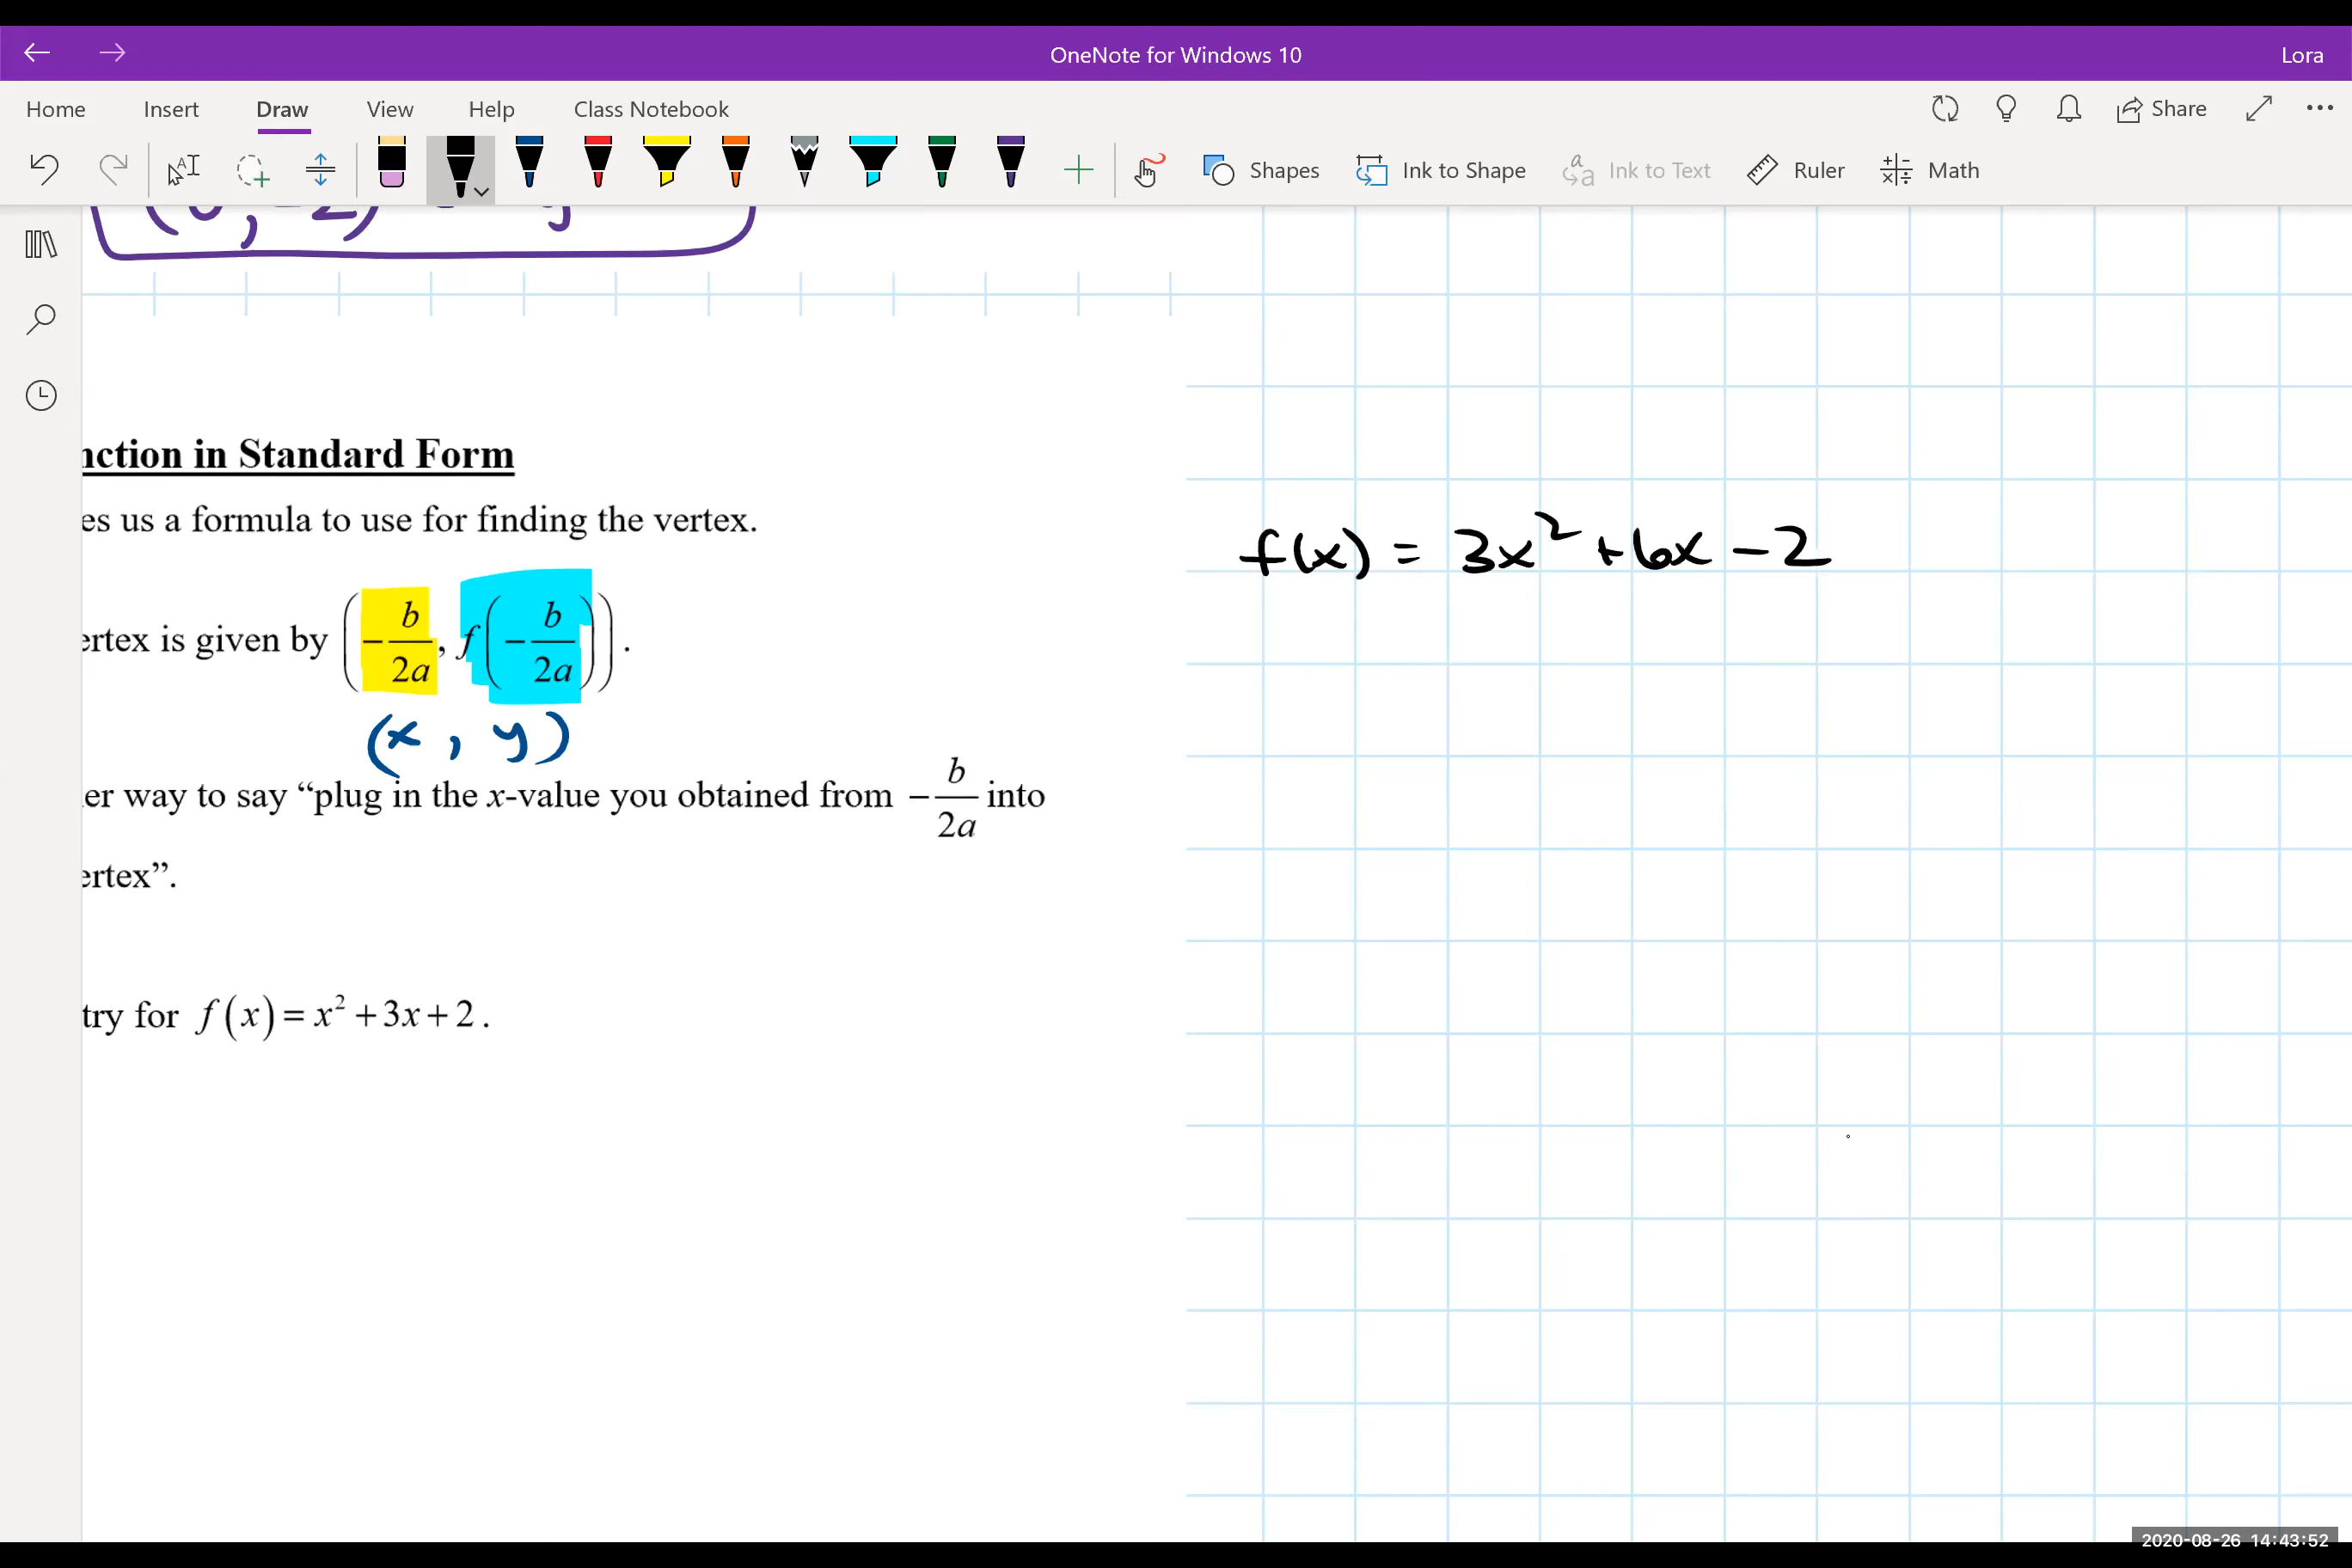 OneNote for Windows 10
Lora
Home Insert Draw View Help Class Notebook
Share
Shapes Ink to Shape Ink to Text Ruler Math
nction in Standard Form
es us a formula to use for finding the vertex.
ertex is given by (-b/2a, f(-b/2a)).
(x, y)
er way to say “plug in the x-value you obtained from -b/2a into
ertex”.
try for f(x) = x² + 3x + 2.
f(x) = 3x² + 6x - 2
2020-08-26 14:43:52